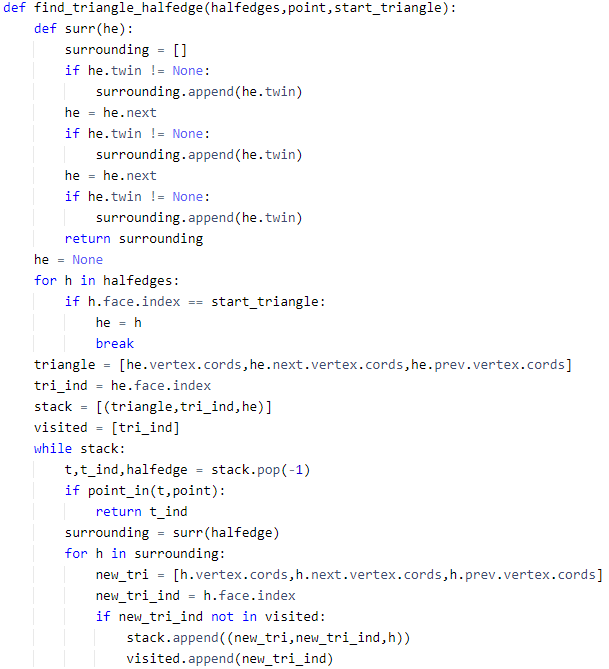 def find_triangle_halfedge(halfedges,point,start_triangle):
    def surr(he):
        surrounding = []
        if he.twin != None:
            surrounding.append(he.twin)
        he = he.next
        if he.twin != None:
            surrounding.append(he.twin)
        he = he.next
        if he.twin != None:
            surrounding.append(he.twin)
        return surrounding
    he = None
    for h in halfedges:
        if h.face.index == start_triangle:
            he = h
            break
    triangle = [he.vertex.cords,he.next.vertex.cords,he.prev.vertex.cords]
    tri_ind = he.face.index
    stack = [(triangle,tri_ind,he)]
    visited = [tri_ind]
    while stack:
        t,t_ind,halfedge = stack.pop(-1)
        if point_in(t,point):
            return t_ind
        surrounding = surr(halfedge)
        for h in surrounding:
            new_tri = [h.vertex.cords,h.next.vertex.cords,h.prev.vertex.cords]
            new_tri_ind = h.face.index
            if new_tri_ind not in visited:
                stack.append((new_tri,new_tri_ind,h))
                visited.append(new_tri_ind)